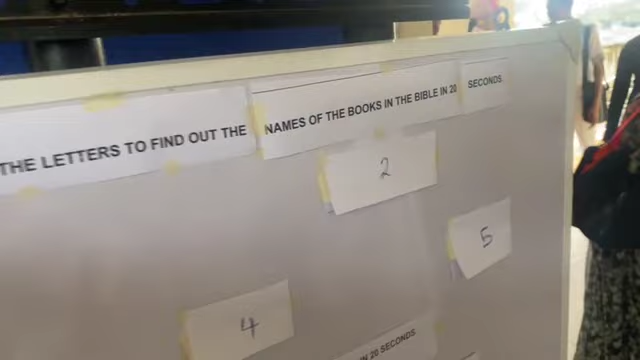 THE LETTERS TO FIND OUT THE NAMES OF THE BOOKS IN THE BIBLE IN 20 SECONDS
2
5
4
IN 20 SECONDS